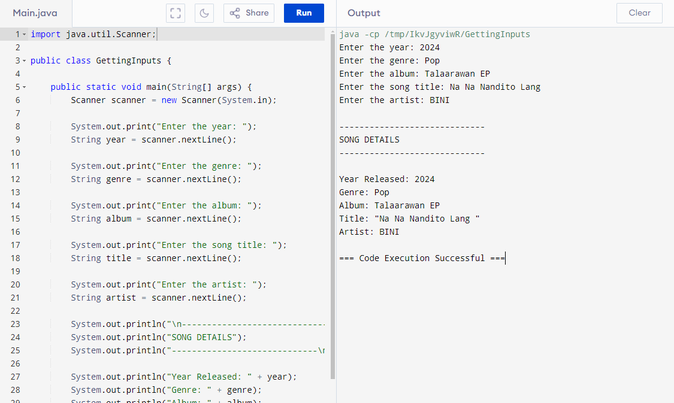 Main.java
Share
Run
Output
Clear
1 import java.util.Scanner;
2
3 public class GettingInputs {
4
5 public static void main(String[] args) {
6 Scanner scanner = new Scanner(System.in);
7
8 System.out.print("Enter the year: ");
9 String year = scanner.nextLine();
10
11 System.out.print("Enter the genre: ");
12 String genre = scanner.nextLine();
13
14 System.out.print("Enter the album: ");
15 String album = scanner.nextLine();
16
17 System.out.print("Enter the song title: ");
18 String title = scanner.nextLine();
19
20 System.out.print("Enter the artist: ");
21 String artist = scanner.nextLine();
22
23 System.out.println("\n----------------------------
24 System.out.println("SONG DETAILS");
25 System.out.println("-----------------------------\n
26
27 System.out.println("Year Released: " + year);
28 System.out.println("Genre: " + genre);
29 System.out.println("Album: " + album);
java -cp /tmp/IkvJgyviwR/GettingInputs
Enter the year: 2024
Enter the genre: Pop
Enter the album: Talaarawan EP
Enter the song title: Na Na Nandito Lang
Enter the artist: BINI
-----------------------------
SONG DETAILS
-----------------------------
Year Released: 2024
Genre: Pop
Album: Talaarawan EP
Title: "Na Na Nandito Lang "
Artist: BINI
=== Code Execution Successful ===